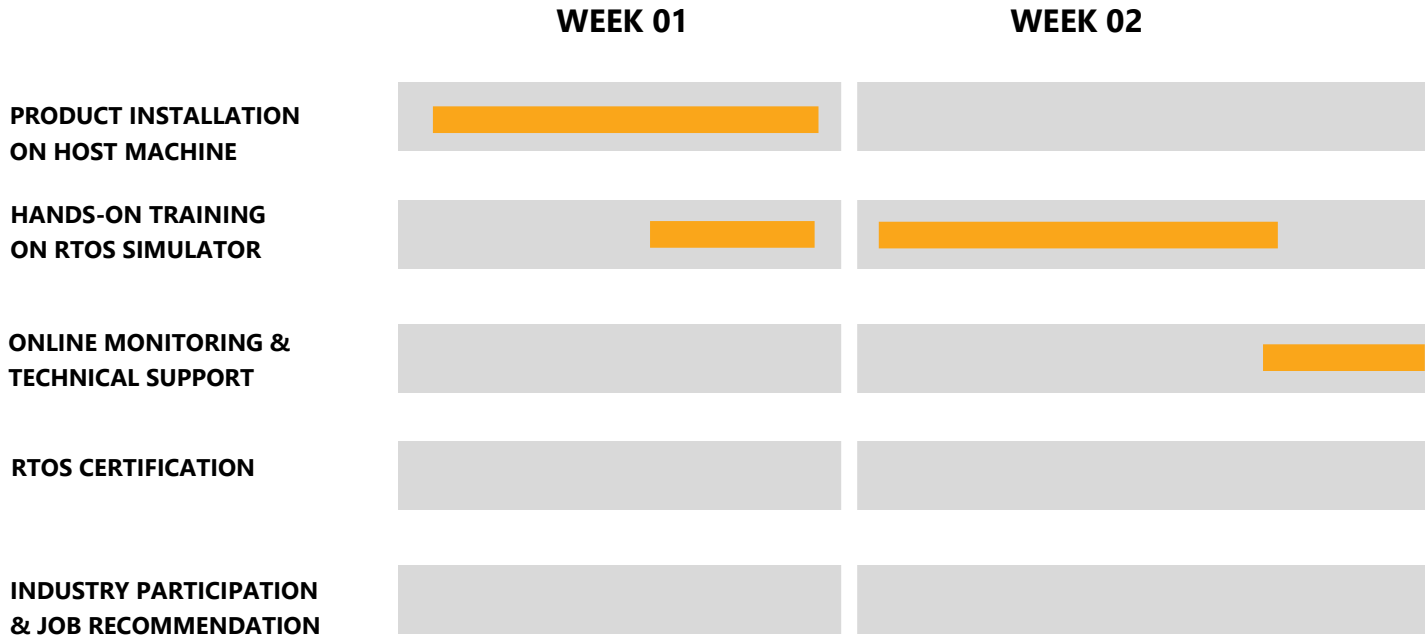 WEEK 01
WEEK 02
PRODUCT INSTALLATION
ON HOST MACHINE
HANDS-ON TRAINING
ON RTOS SIMULATOR
ONLINE MONITORING &
TECHNICAL SUPPORT
RTOS CERTIFICATION
INDUSTRY PARTICIPATION
& JOB RECOMMENDATION